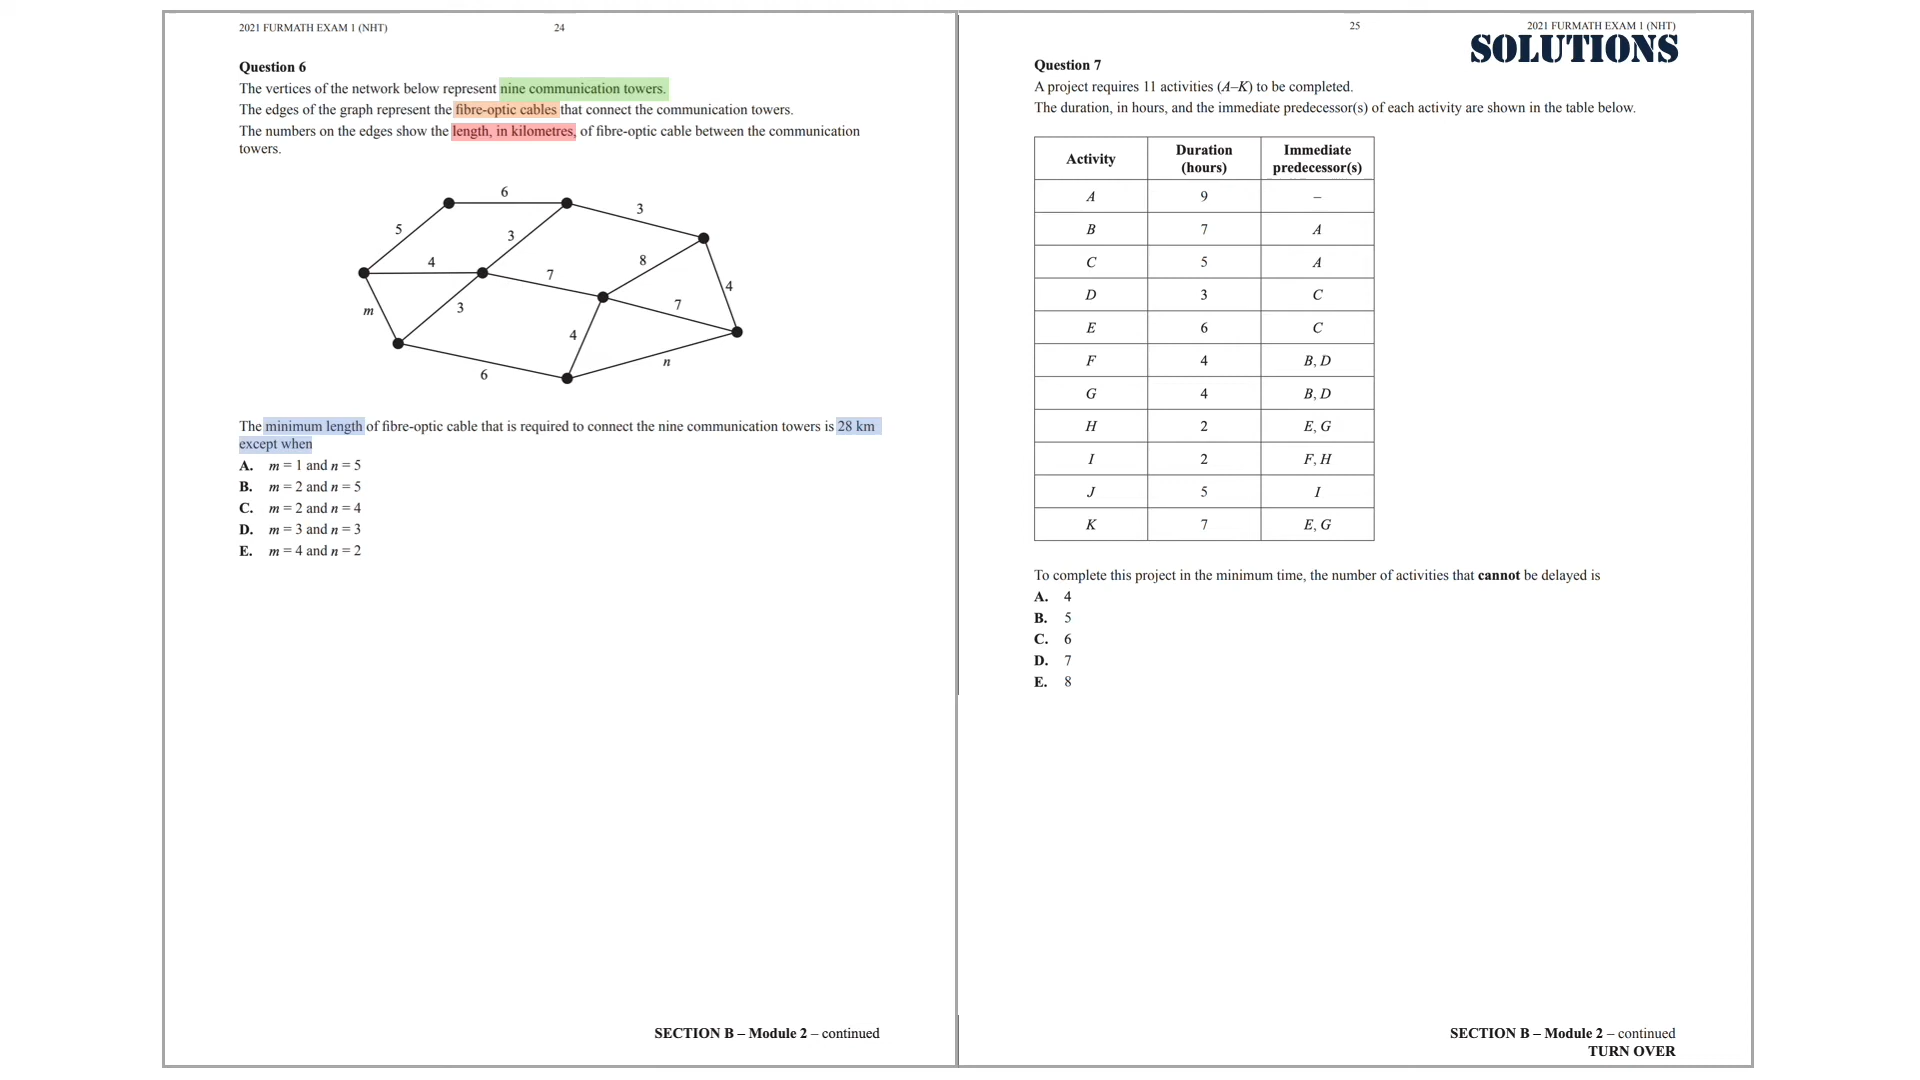 2021 FURMATH EXAM 1 (NHT)
24
Question 6
The vertices of the network below represent nine communication towers.
The edges of the graph represent the fibre-optic cables that connect the communication towers.
The numbers on the edges show the length, in kilometres, of fibre-optic cable between the communication
towers.
6
3
5
3
4
8
7
4
m
3
7
4
n
6
The minimum length of fibre-optic cable that is required to connect the nine communication towers is 28 km
except when
A. m = 1 and n = 5
B. m = 2 and n = 5
C. m = 2 and n = 4
D. m = 3 and n = 3
E. m = 4 and n = 2
SECTION B – Module 2 – continued
25
2021 FURMATH EXAM 1 (NHT)
SOLUTIONS
Question 7
A project requires 11 activities (A–K) to be completed.
The duration, in hours, and the immediate predecessor(s) of each activity are shown in the table below.
Activity Duration (hours) Immediate predecessor(s)
A 9 –
B 7 A
C 5 A
D 3 C
E 6 C
F 4 B, D
G 4 B, D
H 2 E, G
I 2 F, H
J 5 I
K 7 E, G
To complete this project in the minimum time, the number of activities that cannot be delayed is
A. 4
B. 5
C. 6
D. 7
E. 8
SECTION B – Module 2 – continued
TURN OVER